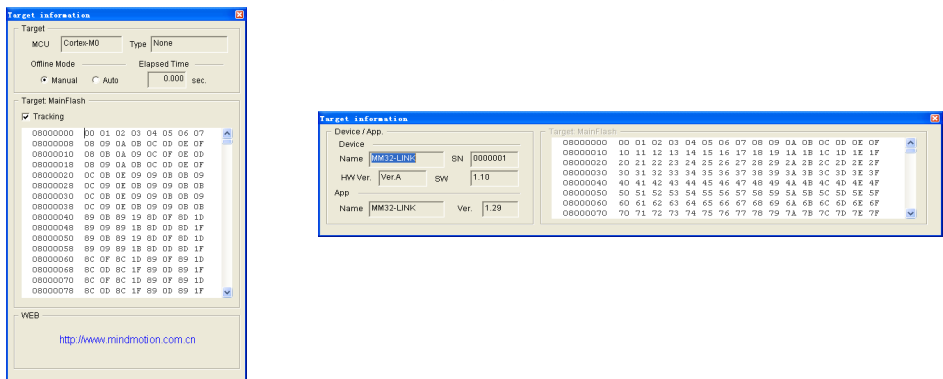 Target information
Target
MCU Cortex-M0 Type None
Offline Mode Elapsed Time
Manual Auto 0.000 sec.
Target: MainFlash
Tracking
08000000 00 01 02 03 04 05 06 07
08000008 08 09 0A 0B 0C 0D 0E 0F
08000010 08 0B 0A 09 0C 0F 0E 0D
08000018 08 09 0A 0B 0C 0D 0E 0F
08000020 0C 0B 0E 09 09 0B 0B 09
08000028 0C 09 0E 0B 09 09 0B 0B
08000030 0C 0B 0E 09 09 0B 0B 09
08000038 0C 09 0E 0B 09 09 0B 0B
08000040 89 0B 89 19 8D 0F 8D 1D
08000048 89 09 89 1B 8D 0D 8D 1F
08000050 89 0B 89 19 8D 0F 8D 1D
08000058 89 09 89 1B 8D 0D 8D 1F
08000060 8C 0F 8C 1D 89 0F 89 1D
08000068 8C 0D 8C 1F 89 0D 89 1F
08000070 8C 0F 8C 1D 89 0F 89 1D
08000078 8C 0D 8C 1F 89 0D 89 1F
WEB
http://www.mindmotion.com.cn
Target information
Device / App.
Device
Name MM32-LINK SN 0000001
HW Ver. Ver.A SW 1.10
App
Name MM32-LINK Ver. 1.29
Target: MainFlash
08000000 00 01 02 03 04 05 06 07 08 09 0A 0B 0C 0D 0E 0F
08000010 10 11 12 13 14 15 16 17 18 19 1A 1B 1C 1D 1E 1F
08000020 20 21 22 23 24 25 26 27 28 29 2A 2B 2C 2D 2E 2F
08000030 30 31 32 33 34 35 36 37 38 39 3A 3B 3C 3D 3E 3F
08000040 40 41 42 43 44 45 46 47 48 49 4A 4B 4C 4D 4E 4F
08000050 50 51 52 53 54 55 56 57 58 59 5A 5B 5C 5D 5E 5F
08000060 60 61 62 63 64 65 66 67 68 69 6A 6B 6C 6D 6E 6F
08000070 70 71 72 73 74 75 76 77 78 79 7A 7B 7C 7D 7E 7F